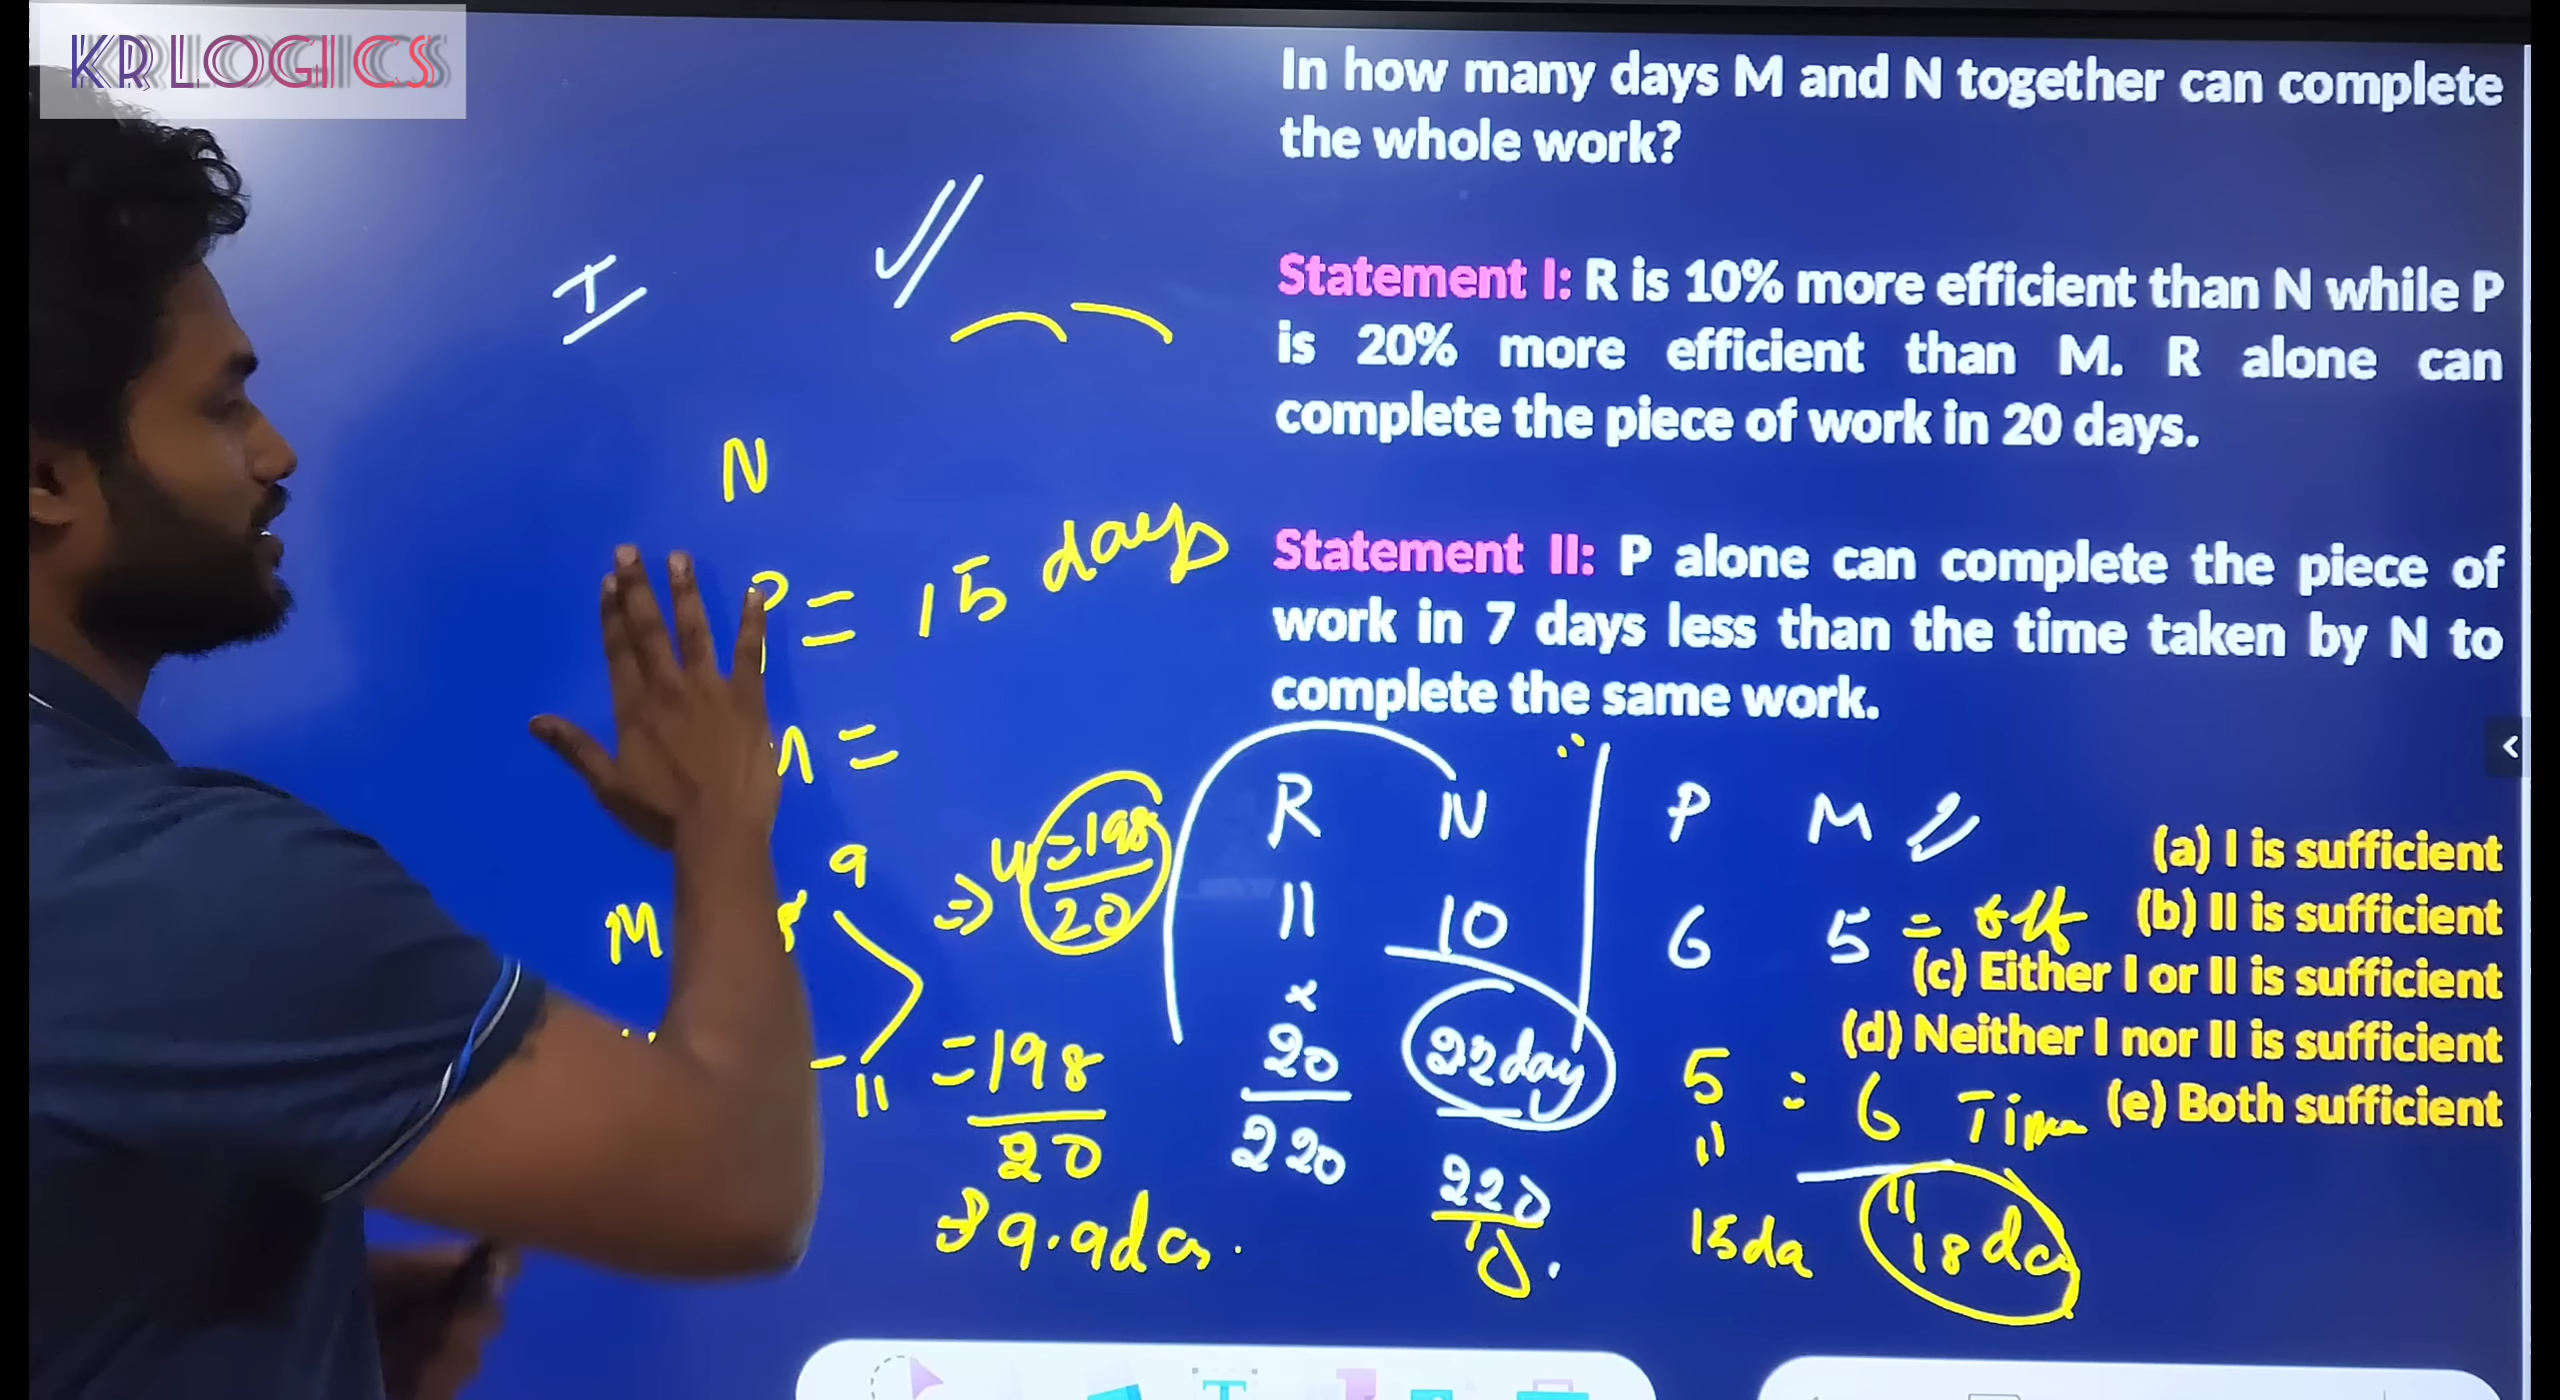 KR LOGICS
In how many days M and N together can complete
the whole work?
Statement I: R is 10% more efficient than N while P
is 20% more efficient than M. R alone can
complete the piece of work in 20 days.
Statement II: P alone can complete the piece of
work in 7 days less than the time taken by N to
complete the same work.
(a) I is sufficient
(b) II is sufficient
(c) Either I or II is sufficient
(d) Neither I nor II is sufficient
(e) Both sufficient
I
N
P = 15 days
=
M
9
11
= 198
20
9.9 da
=198
20
R N P M
11 10 6 5 =
×
20 22 day 5 : 6
220 220 15 da 18 da
10